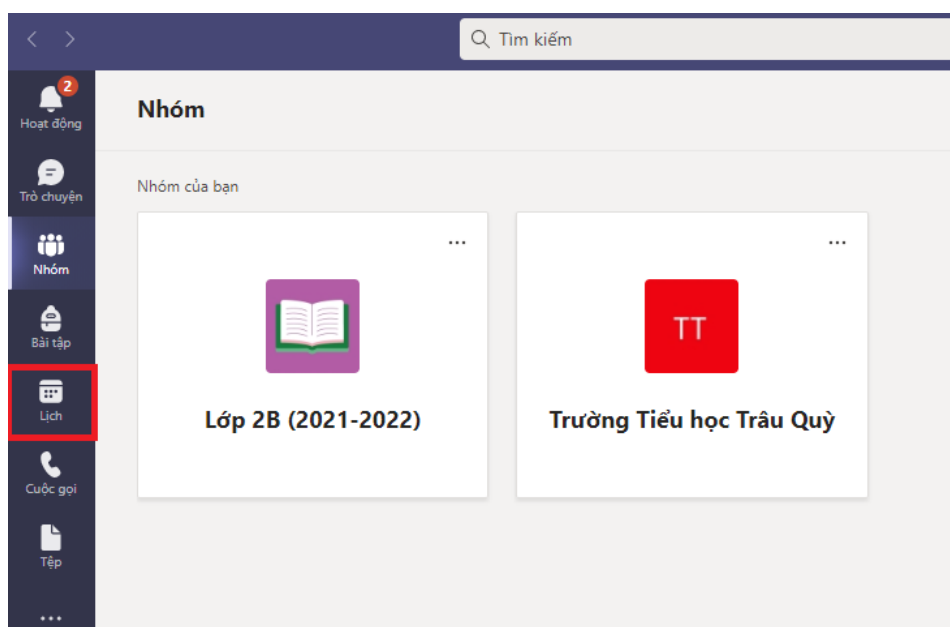 Tìm kiếm
2
Hoạt động
Trò chuyện
Nhóm
Bài tập
Lịch
Cuộc gọi
Tệp
Nhóm
Nhóm của bạn
Lớp 2B (2021-2022)
TT
Trường Tiểu học Trâu Quỳ